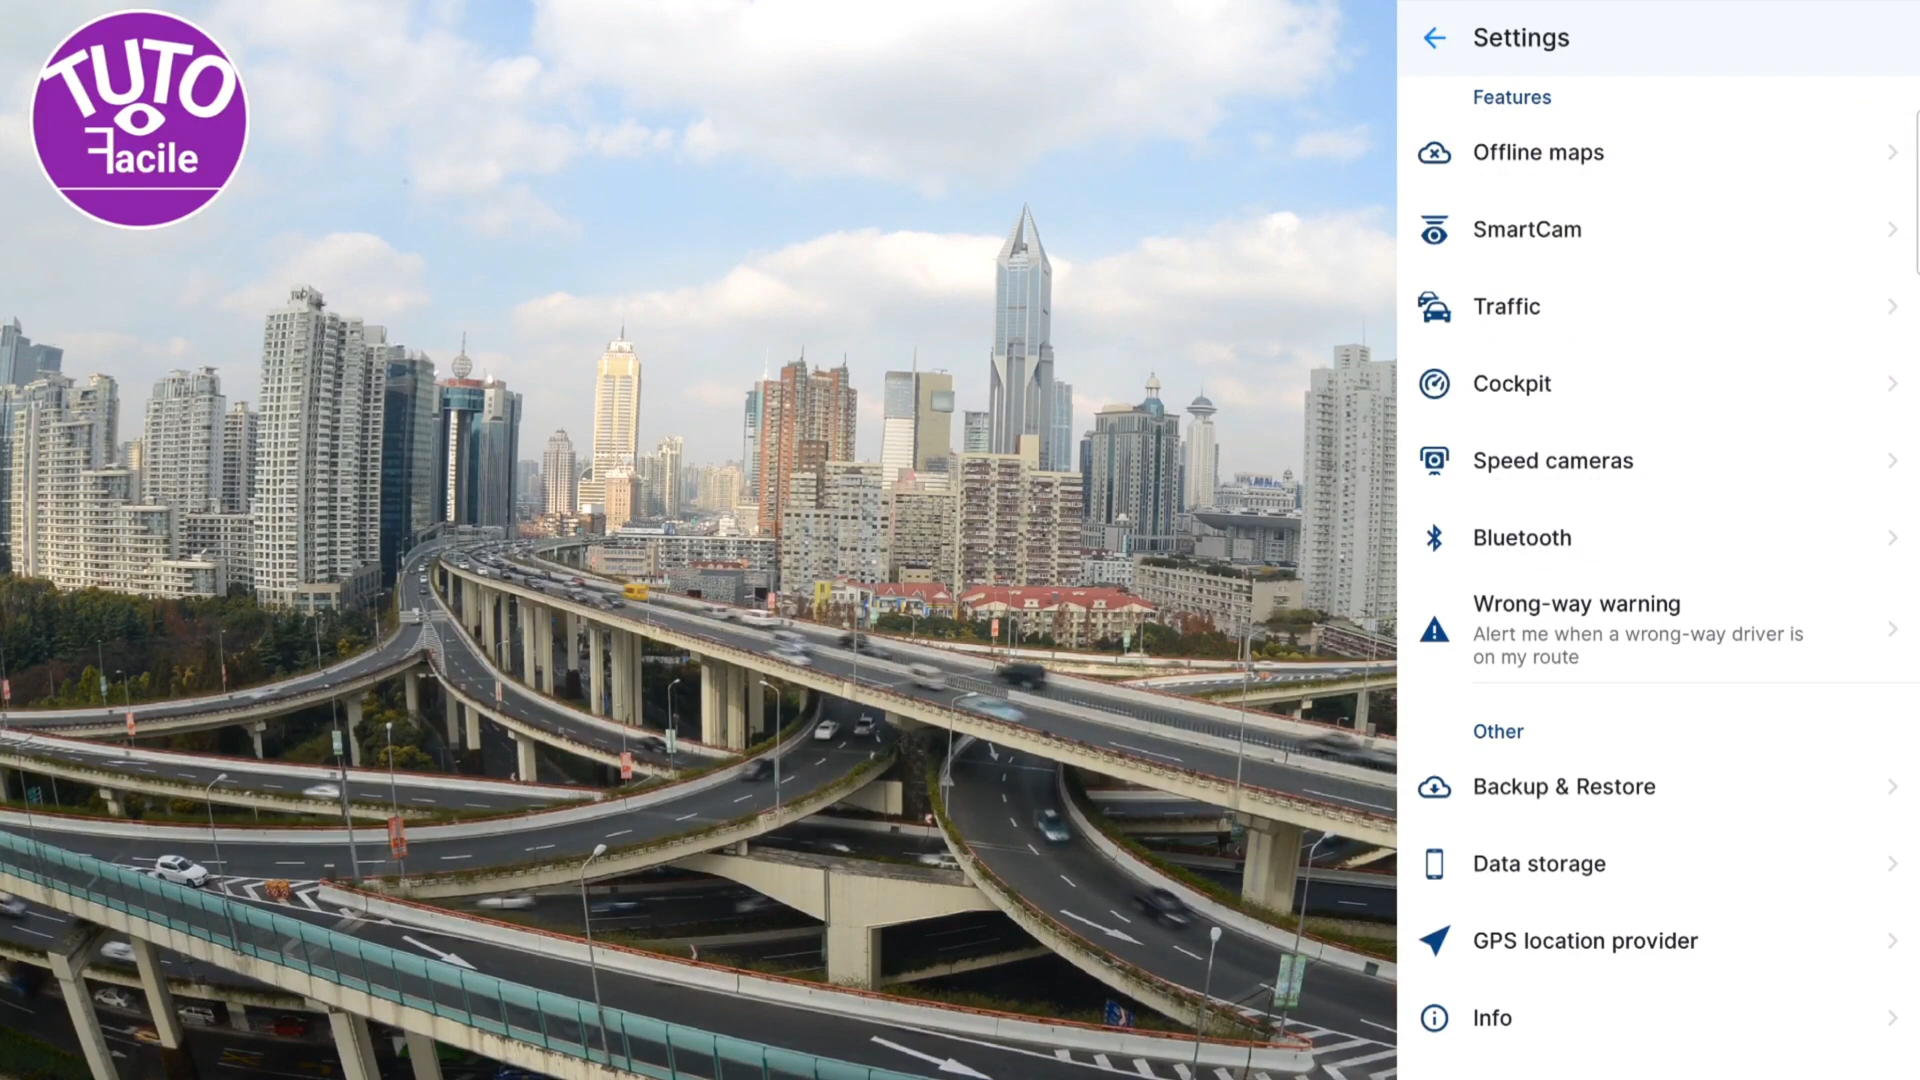 TUTO
Facile
Settings
Features
Offline maps
SmartCam
Traffic
Cockpit
Speed cameras
Bluetooth
Wrong-way warning
Alert me when a wrong-way driver is
on my route
Other
Backup & Restore
Data storage
GPS location provider
Info